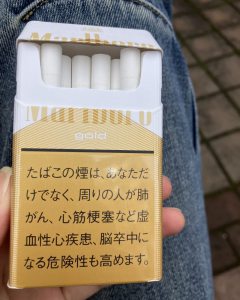 Marlboro
Marlboro
gold
たばこの煙は、あなただ
けでなく、周りの人が肺
がん、心筋梗塞など虚
血性心疾患、脳卒中に
なる危険性も高めます。